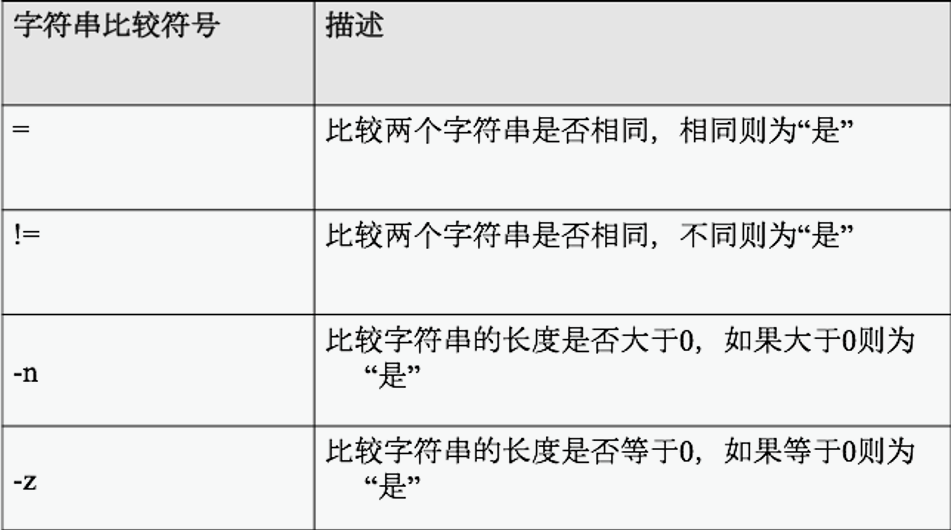 字符串比较符号 描述
= 比较两个字符串是否相同，相同则为“是”
!= 比较两个字符串是否相同，不同则为“是”
-n 比较字符串的长度是否大于0，如果大于0则为
“是”
-z 比较字符串的长度是否等于0，如果等于0则为
“是”